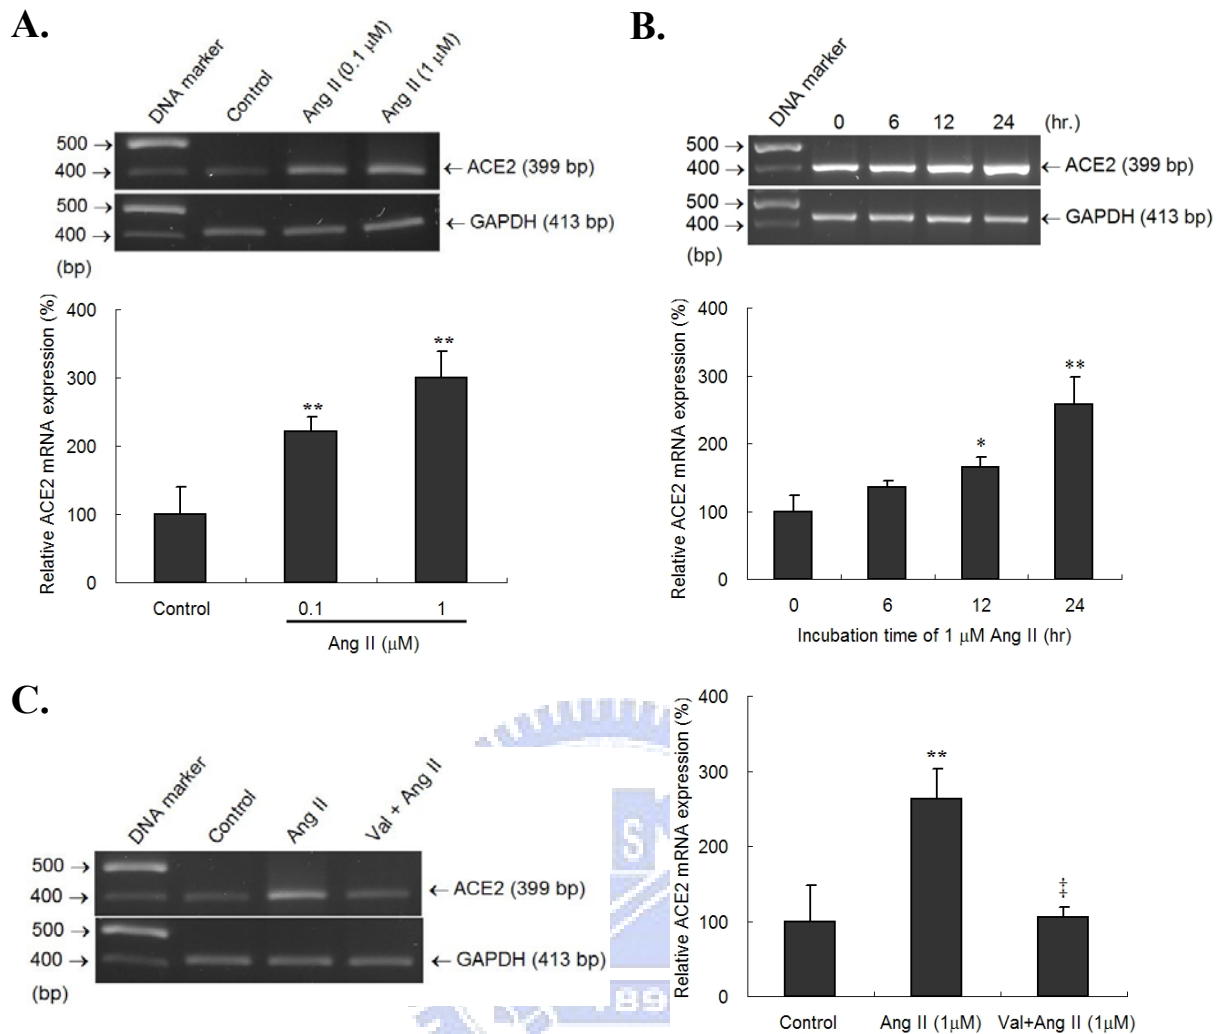 A.
DNA marker
Control
Ang II (0.1 μM)
Ang II (1 μM)
500 →
400 →
← ACE2 (399 bp)
500 →
400 →
← GAPDH (413 bp)
(bp)
Relative ACE2 mRNA expression (%)
400
300
200
100
0
**
**
Control
0.1
1
Ang II (μM)
B.
DNA marker
0 6 12 24 (hr.)
500 →
400 →
← ACE2 (399 bp)
500 →
400 →
← GAPDH (413 bp)
(bp)
Relative ACE2 mRNA expression (%)
400
300
200
100
0
*
**
0 6 12 24
Incubation time of 1 μM Ang II (hr)
C.
DNA marker
Control
Ang II
Val + Ang II
500 →
400 →
← ACE2 (399 bp)
500 →
400 →
← GAPDH (413 bp)
(bp)
S
89
Relative ACE2 mRNA expression (%)
400
300
200
100
0
**
‡
Control
Ang II (1μM)
Val+Ang II (1μM)